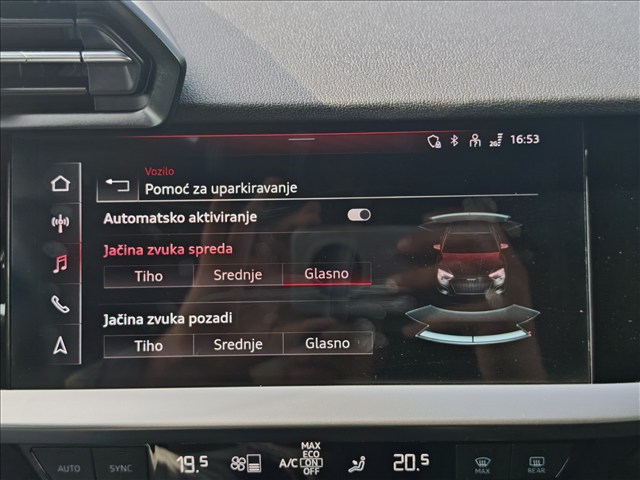 2G 16:53
Vozilo
Pomoć za uparkiravanje
Automatsko aktiviranje
Jačina zvuka spreda
Tiho Srednje Glasno
Jačina zvuka pozadi
Tiho Srednje Glasno
MAX
ECO
AUTO SYNC 19.5 A/C ON 20.5 MAX REAR
OFF